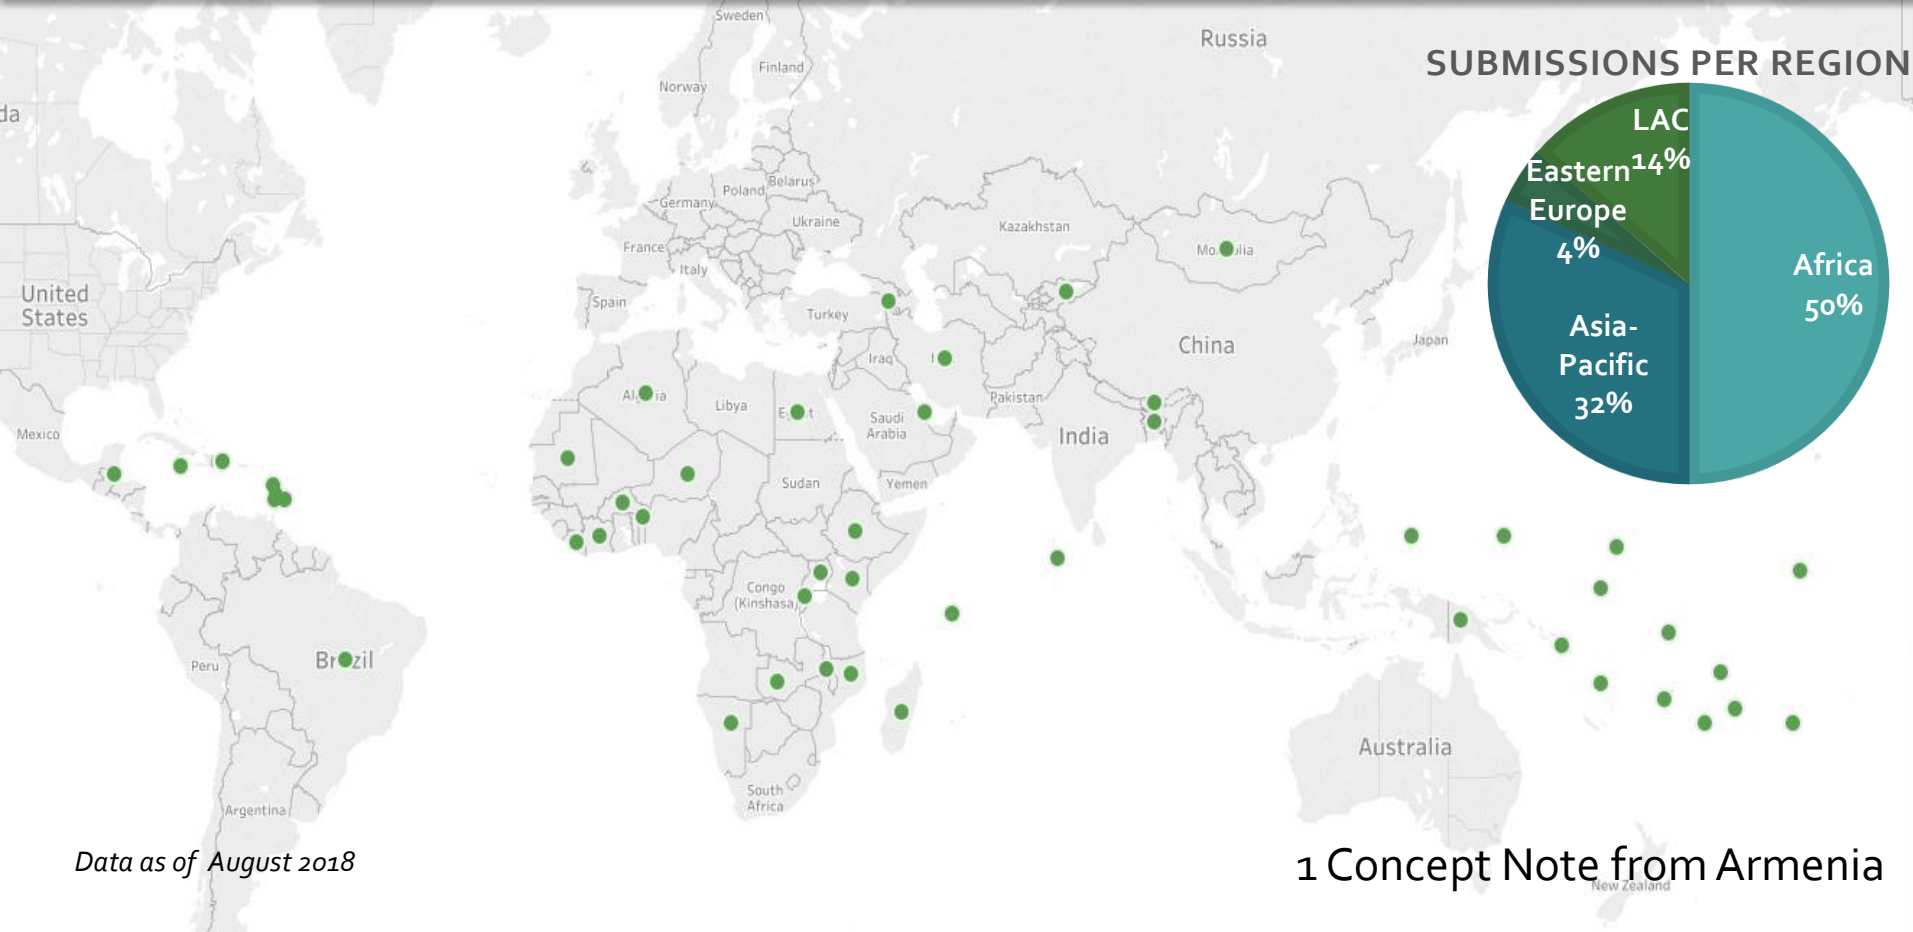 Sweden
Russia
Finland
Norway
SUBMISSIONS PER REGION
LAC
14%
Eastern
Europe
4%
Africa
50%
Asia-
Pacific
32%
da
Belarus
Poland
Germany
Ukraine
Kazakhstan
France
Italy
United
States
Spain
Turkey
China
Japan
Iraq
Libya
Pakistan
Saudi
Arabia
India
Mexico
Sudan
Yemen
Congo
(Kinshasa)
Peru
Australia
South
Africa
Argentina
Data as of August 2018
1 Concept Note from Armenia
New Zealand